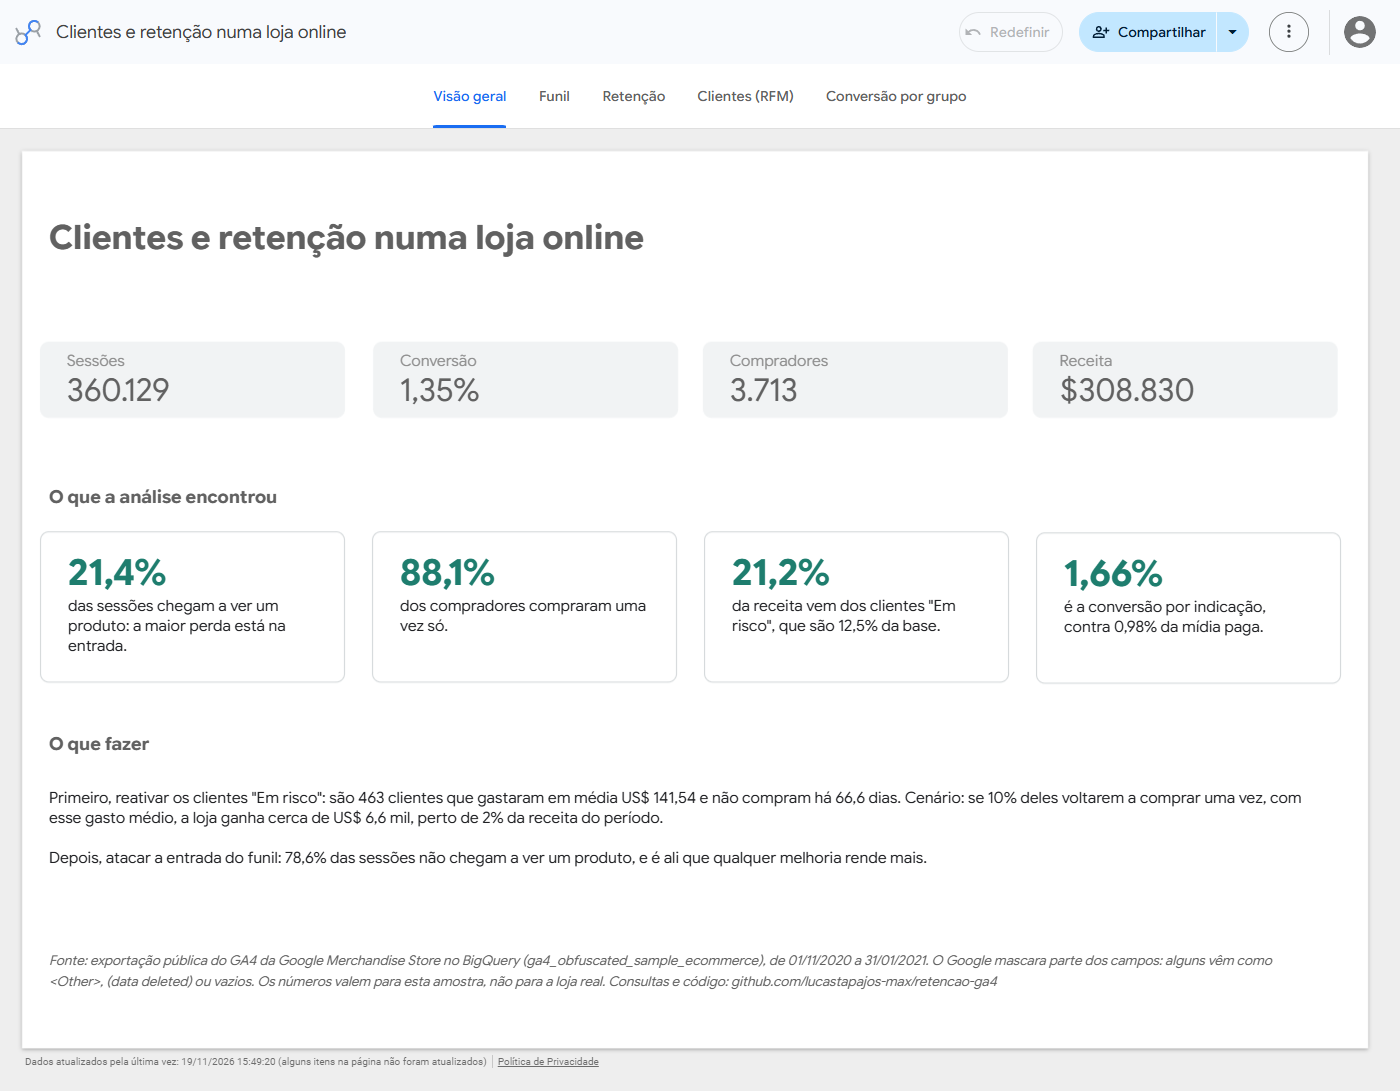 Clientes e retenção numa loja online
Redefinir
Compartilhar
Visão geral
Funil
Retenção
Clientes (RFM)
Conversão por grupo
Clientes e retenção numa loja online
Sessões
360.129
Conversão
1,35%
Compradores
3.713
Receita
$308.830
O que a análise encontrou
21,4%
das sessões chegam a ver um
produto: a maior perda está na
entrada.
88,1%
dos compradores compraram uma
vez só.
21,2%
da receita vem dos clientes "Em
risco", que são 12,5% da base.
1,66%
é a conversão por indicação,
contra 0,98% da mídia paga.
O que fazer
Primeiro, reativar os clientes "Em risco": são 463 clientes que gastaram em média US$ 141,54 e não compram há 66,6 dias. Cenário: se 10% deles voltarem a comprar uma vez, com
esse gasto médio, a loja ganha cerca de US$ 6,6 mil, perto de 2% da receita do período.
Depois, atacar a entrada do funil: 78,6% das sessões não chegam a ver um produto, e é ali que qualquer melhoria rende mais.
Fonte: exportação pública do GA4 da Google Merchandise Store no BigQuery (ga4_obfuscated_sample_ecommerce), de 01/11/2020 a 31/01/2021. O Google mascara parte dos campos: alguns vêm como
<Other>, (data deleted) ou vazios. Os números valem para esta amostra, não para a loja real. Consultas e código: github.com/lucastapajos-max/retencao-ga4
Dados atualizados pela última vez: 19/11/2026 15:49:20 (alguns itens na página não foram atualizados)
Política de Privacidade